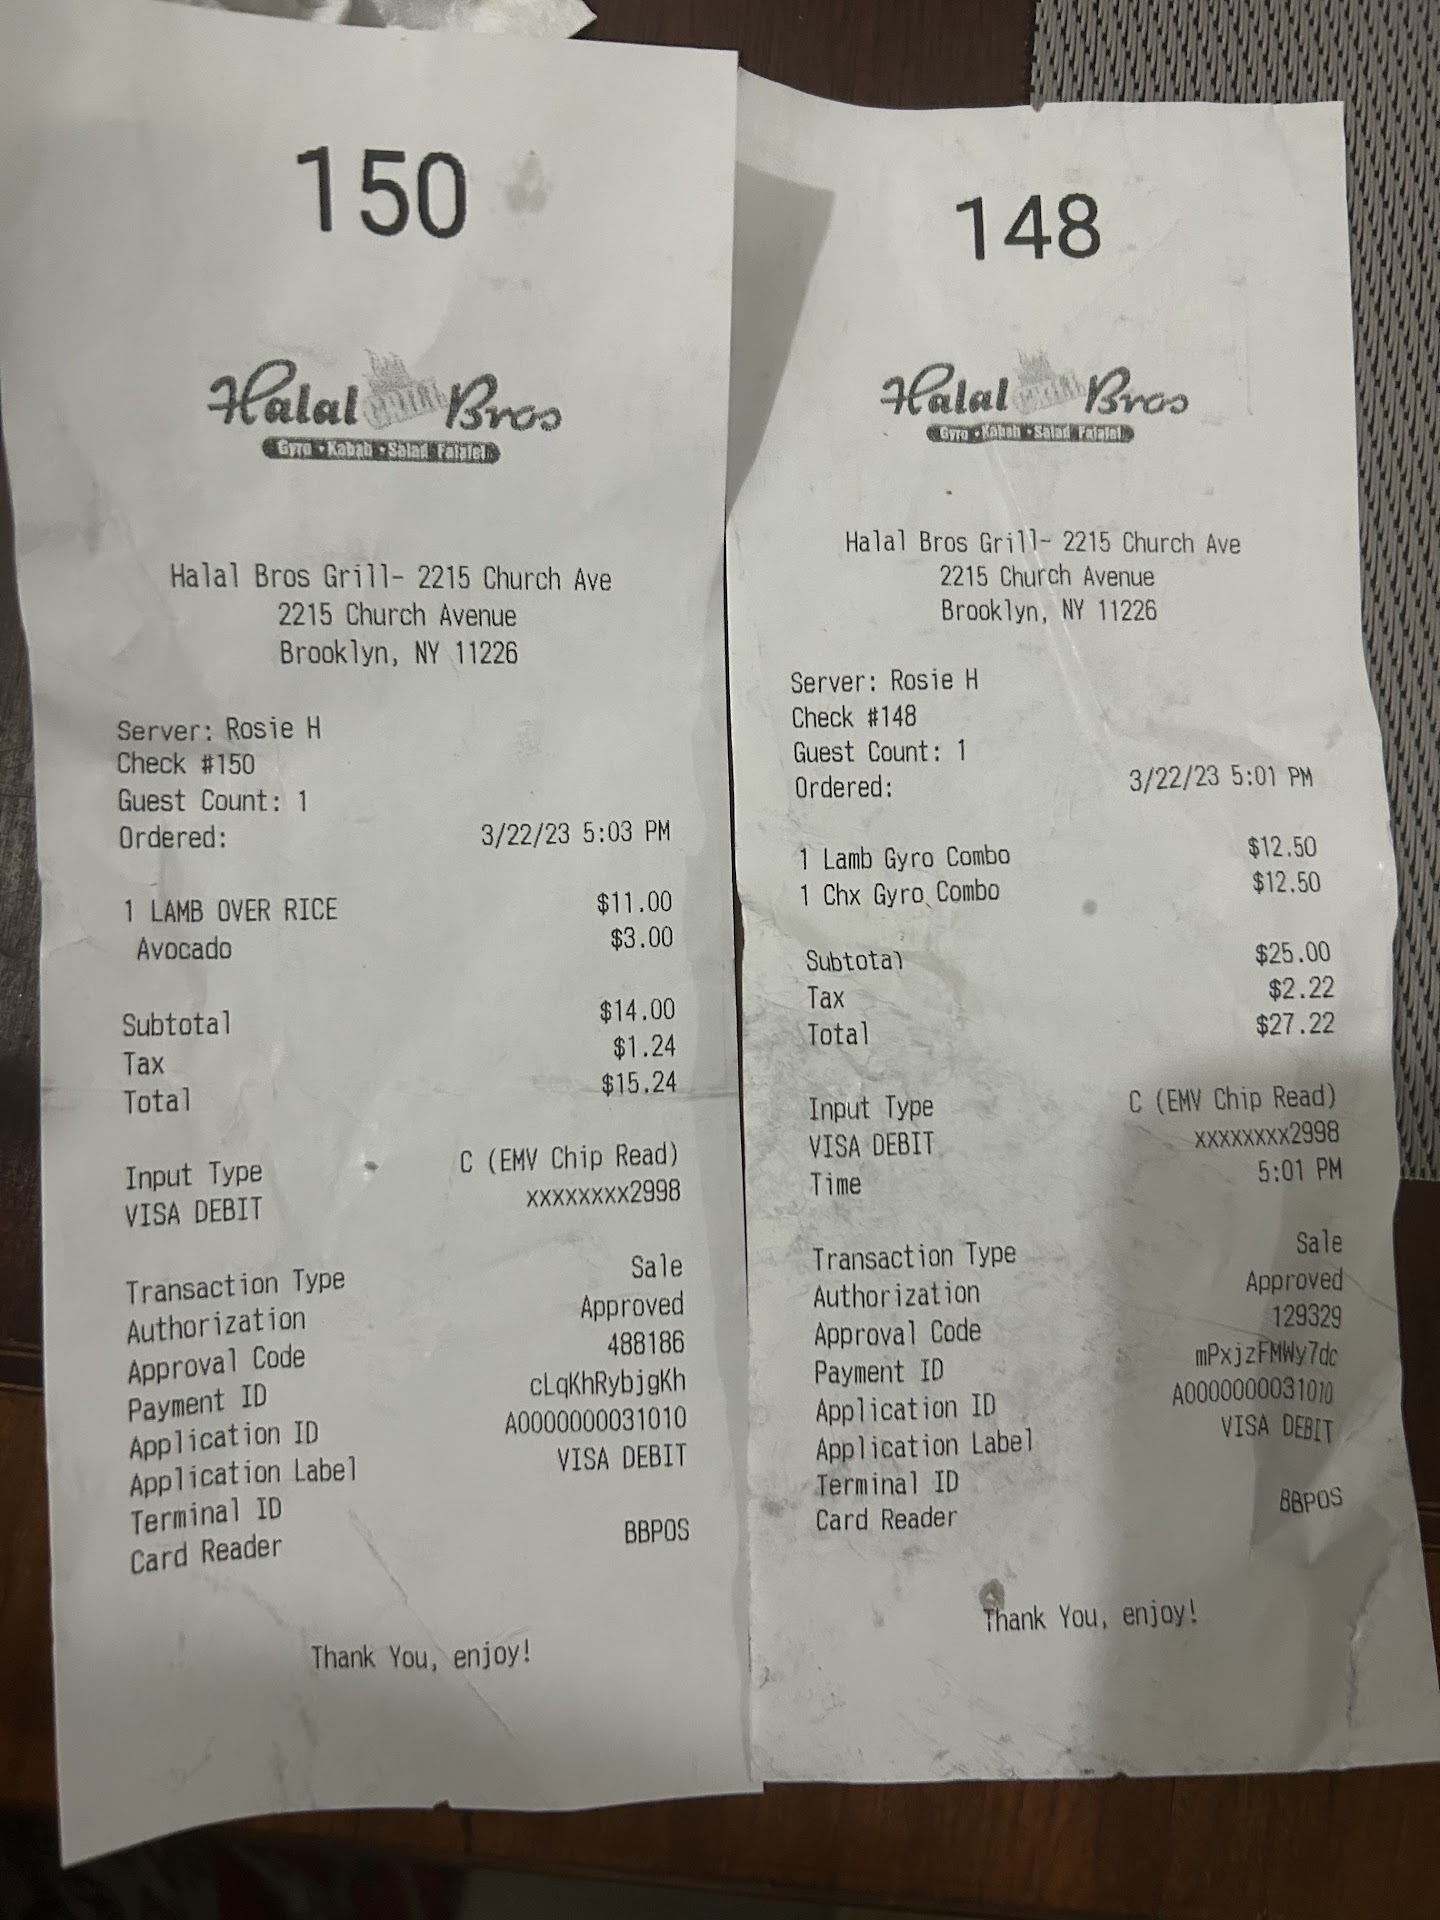 150
Halal Bros
Gyro • Kabab • Salad Falafel
Halal Bros Grill- 2215 Church Ave
2215 Church Avenue
Brooklyn, NY 11226
Server: Rosie H
Check #150
Guest Count: 1
Ordered: 3/22/23 5:03 PM
1 LAMB OVER RICE $11.00
Avocado $3.00
Subtotal $14.00
Tax $1.24
Total $15.24
Input Type C (EMV Chip Read)
VISA DEBIT xxxxxxxx2998
Transaction Type Sale
Authorization Approved
Approval Code 488186
Payment ID cLqKhRybjgKh
Application ID A0000000031010
Application Label VISA DEBIT
Terminal ID
Card Reader BBPOS
Thank You, enjoy!
148
Halal Bros
Gyro • Kabab • Salad Falafel
Halal Bros Grill- 2215 Church Ave
2215 Church Avenue
Brooklyn, NY 11226
Server: Rosie H
Check #148
Guest Count: 1
Ordered: 3/22/23 5:01 PM
1 Lamb Gyro Combo $12.50
1 Chx Gyro Combo $12.50
Subtotal $25.00
Tax $2.22
Total $27.22
Input Type C (EMV Chip Read)
VISA DEBIT xxxxxxxx2998
Time 5:01 PM
Transaction Type Sale
Authorization Approved
Approval Code 129329
Payment ID mPxjzFMWy7dc
Application ID A0000000031010
Application Label VISA DEBIT
Terminal ID
Card Reader BBPOS
Thank You, enjoy!